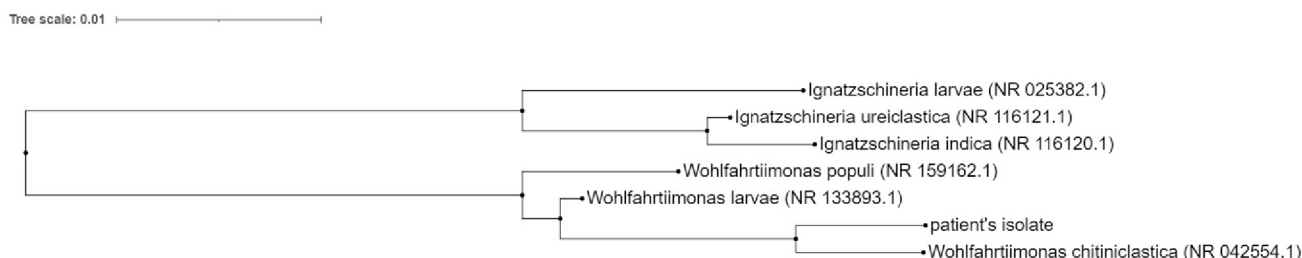 Tree scale: 0.01
Ignatzschineria larvae (NR 025382.1)
Ignatzschineria ureiclastica (NR 116121.1)
Ignatzschineria indica (NR 116120.1)
Wohlfahrtiimonas populi (NR 159162.1)
Wohlfahrtiimonas larvae (NR 133893.1)
patient's isolate
Wohlfahrtiimonas chitiniclastica (NR 042554.1)